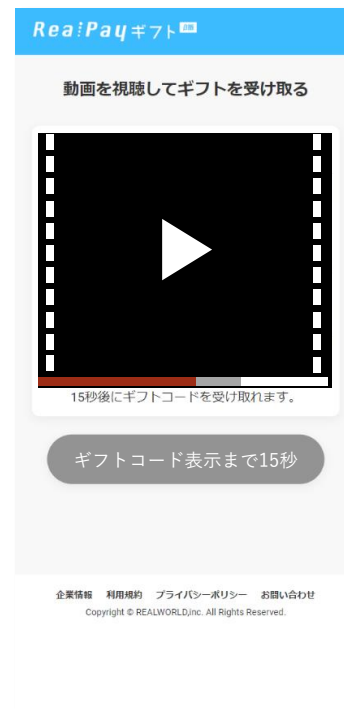 RealPayギフト
動画を視聴してギフトを受け取る
15秒後にギフトコードを受け取れます。
ギフトコード表示まで15秒
企業情報 利用規約 プライバシーポリシー お問い合わせ
Copyright © REALWORLD,inc. All Rights Reserved.